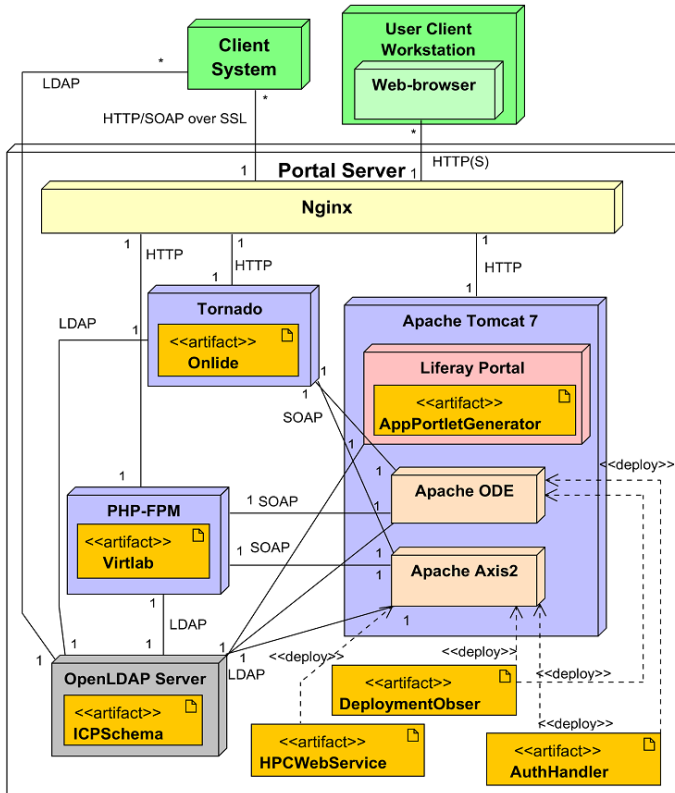 Client
System
User Client
Workstation
Web-browser
*
LDAP
*
HTTP/SOAP over SSL
*
HTTP(S)
1
1
Portal Server
Nginx
1
HTTP
1
HTTP
1
HTTP
1
1
Tornado
<<artifact>>
Onlide
LDAP
1
Apache Tomcat 7
Liferay Portal
<<artifact>>
AppPortletGenerator
1
1
SOAP
1
<<deploy>>
1
Apache ODE
1
1
PHP-FPM
<<artifact>>
Virtlab
1
SOAP
1
SOAP
1
1
Apache Axis2
1
LDAP
1
1
1
1
1
1
LDAP
<<deploy>>
<<deploy>>
OpenLDAP Server
<<artifact>>
ICPSchema
<<artifact>>
DeploymentObser
<<deploy>>
<<artifact>>
HPCWebService
<<artifact>>
AuthHandler